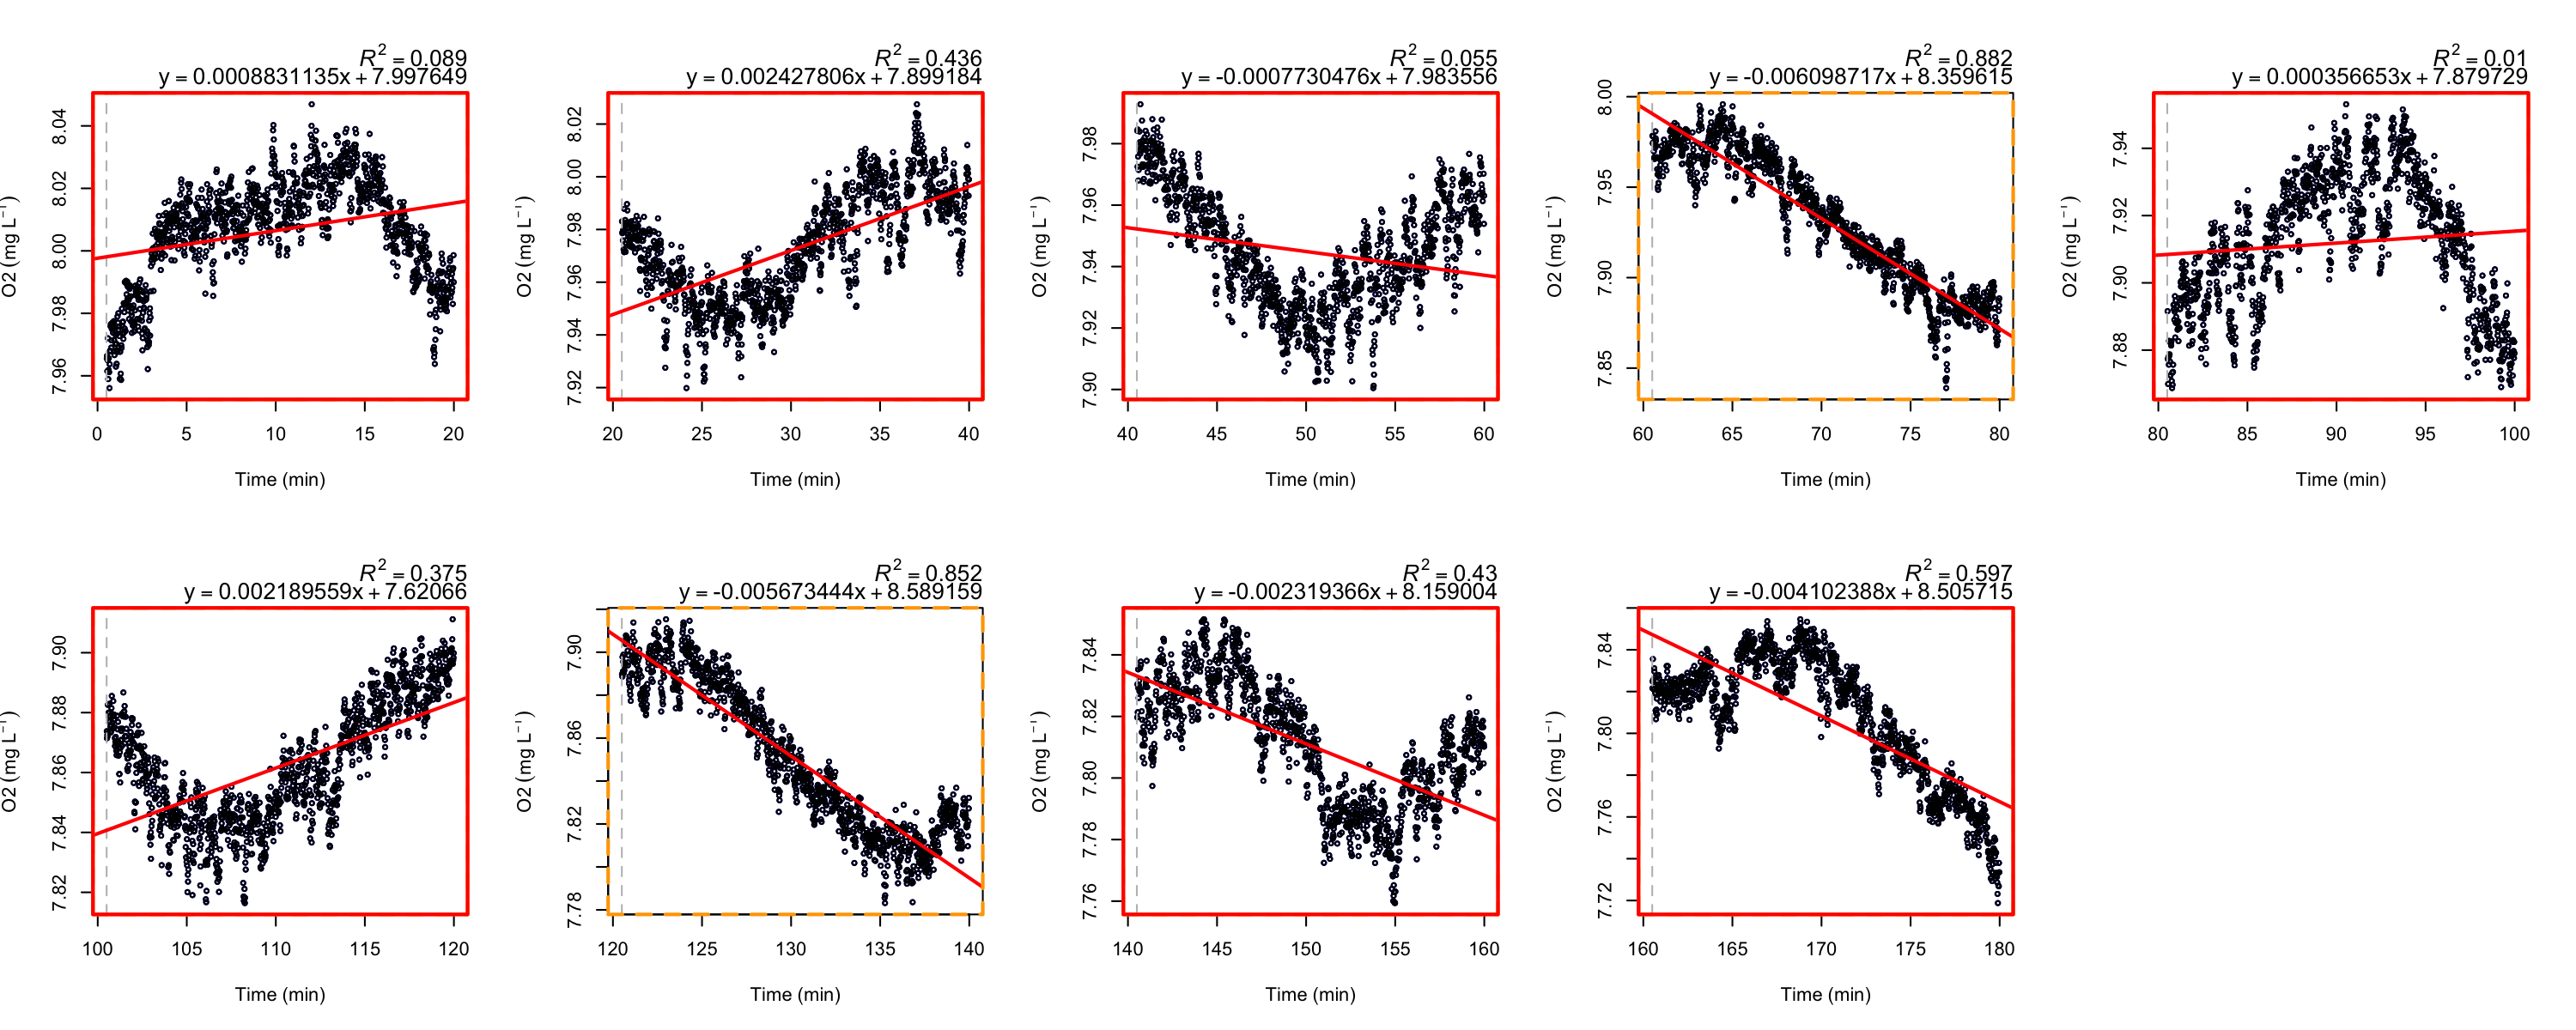 R² = 0.089
y = 0.0008831135x + 7.997649
O2 (mg L⁻¹)
7.96 7.98 8.00 8.02 8.04
0 5 10 15 20
Time (min)
R² = 0.436
y = 0.002427806x + 7.899184
O2 (mg L⁻¹)
7.92 7.94 7.96 7.98 8.00 8.02
20 25 30 35 40
Time (min)
R² = 0.055
y = -0.0007730476x + 7.983556
O2 (mg L⁻¹)
7.90 7.92 7.94 7.96 7.98
40 45 50 55 60
Time (min)
R² = 0.882
y = -0.006098717x + 8.359615
O2 (mg L⁻¹)
7.85 7.90 7.95 8.00
60 65 70 75 80
Time (min)
R² = 0.01
y = 0.000356653x + 7.879729
O2 (mg L⁻¹)
7.88 7.90 7.92 7.94
80 85 90 95 100
Time (min)
R² = 0.375
y = 0.002189559x + 7.62066
O2 (mg L⁻¹)
7.82 7.84 7.86 7.88 7.90
100 105 110 115 120
Time (min)
R² = 0.852
y = -0.005673444x + 8.589159
O2 (mg L⁻¹)
7.78 7.82 7.86 7.90
120 125 130 135 140
Time (min)
R² = 0.43
y = -0.002319366x + 8.159004
O2 (mg L⁻¹)
7.76 7.78 7.80 7.82 7.84
140 145 150 155 160
Time (min)
R² = 0.597
y = -0.004102388x + 8.505715
O2 (mg L⁻¹)
7.72 7.76 7.80 7.84
160 165 170 175 180
Time (min)